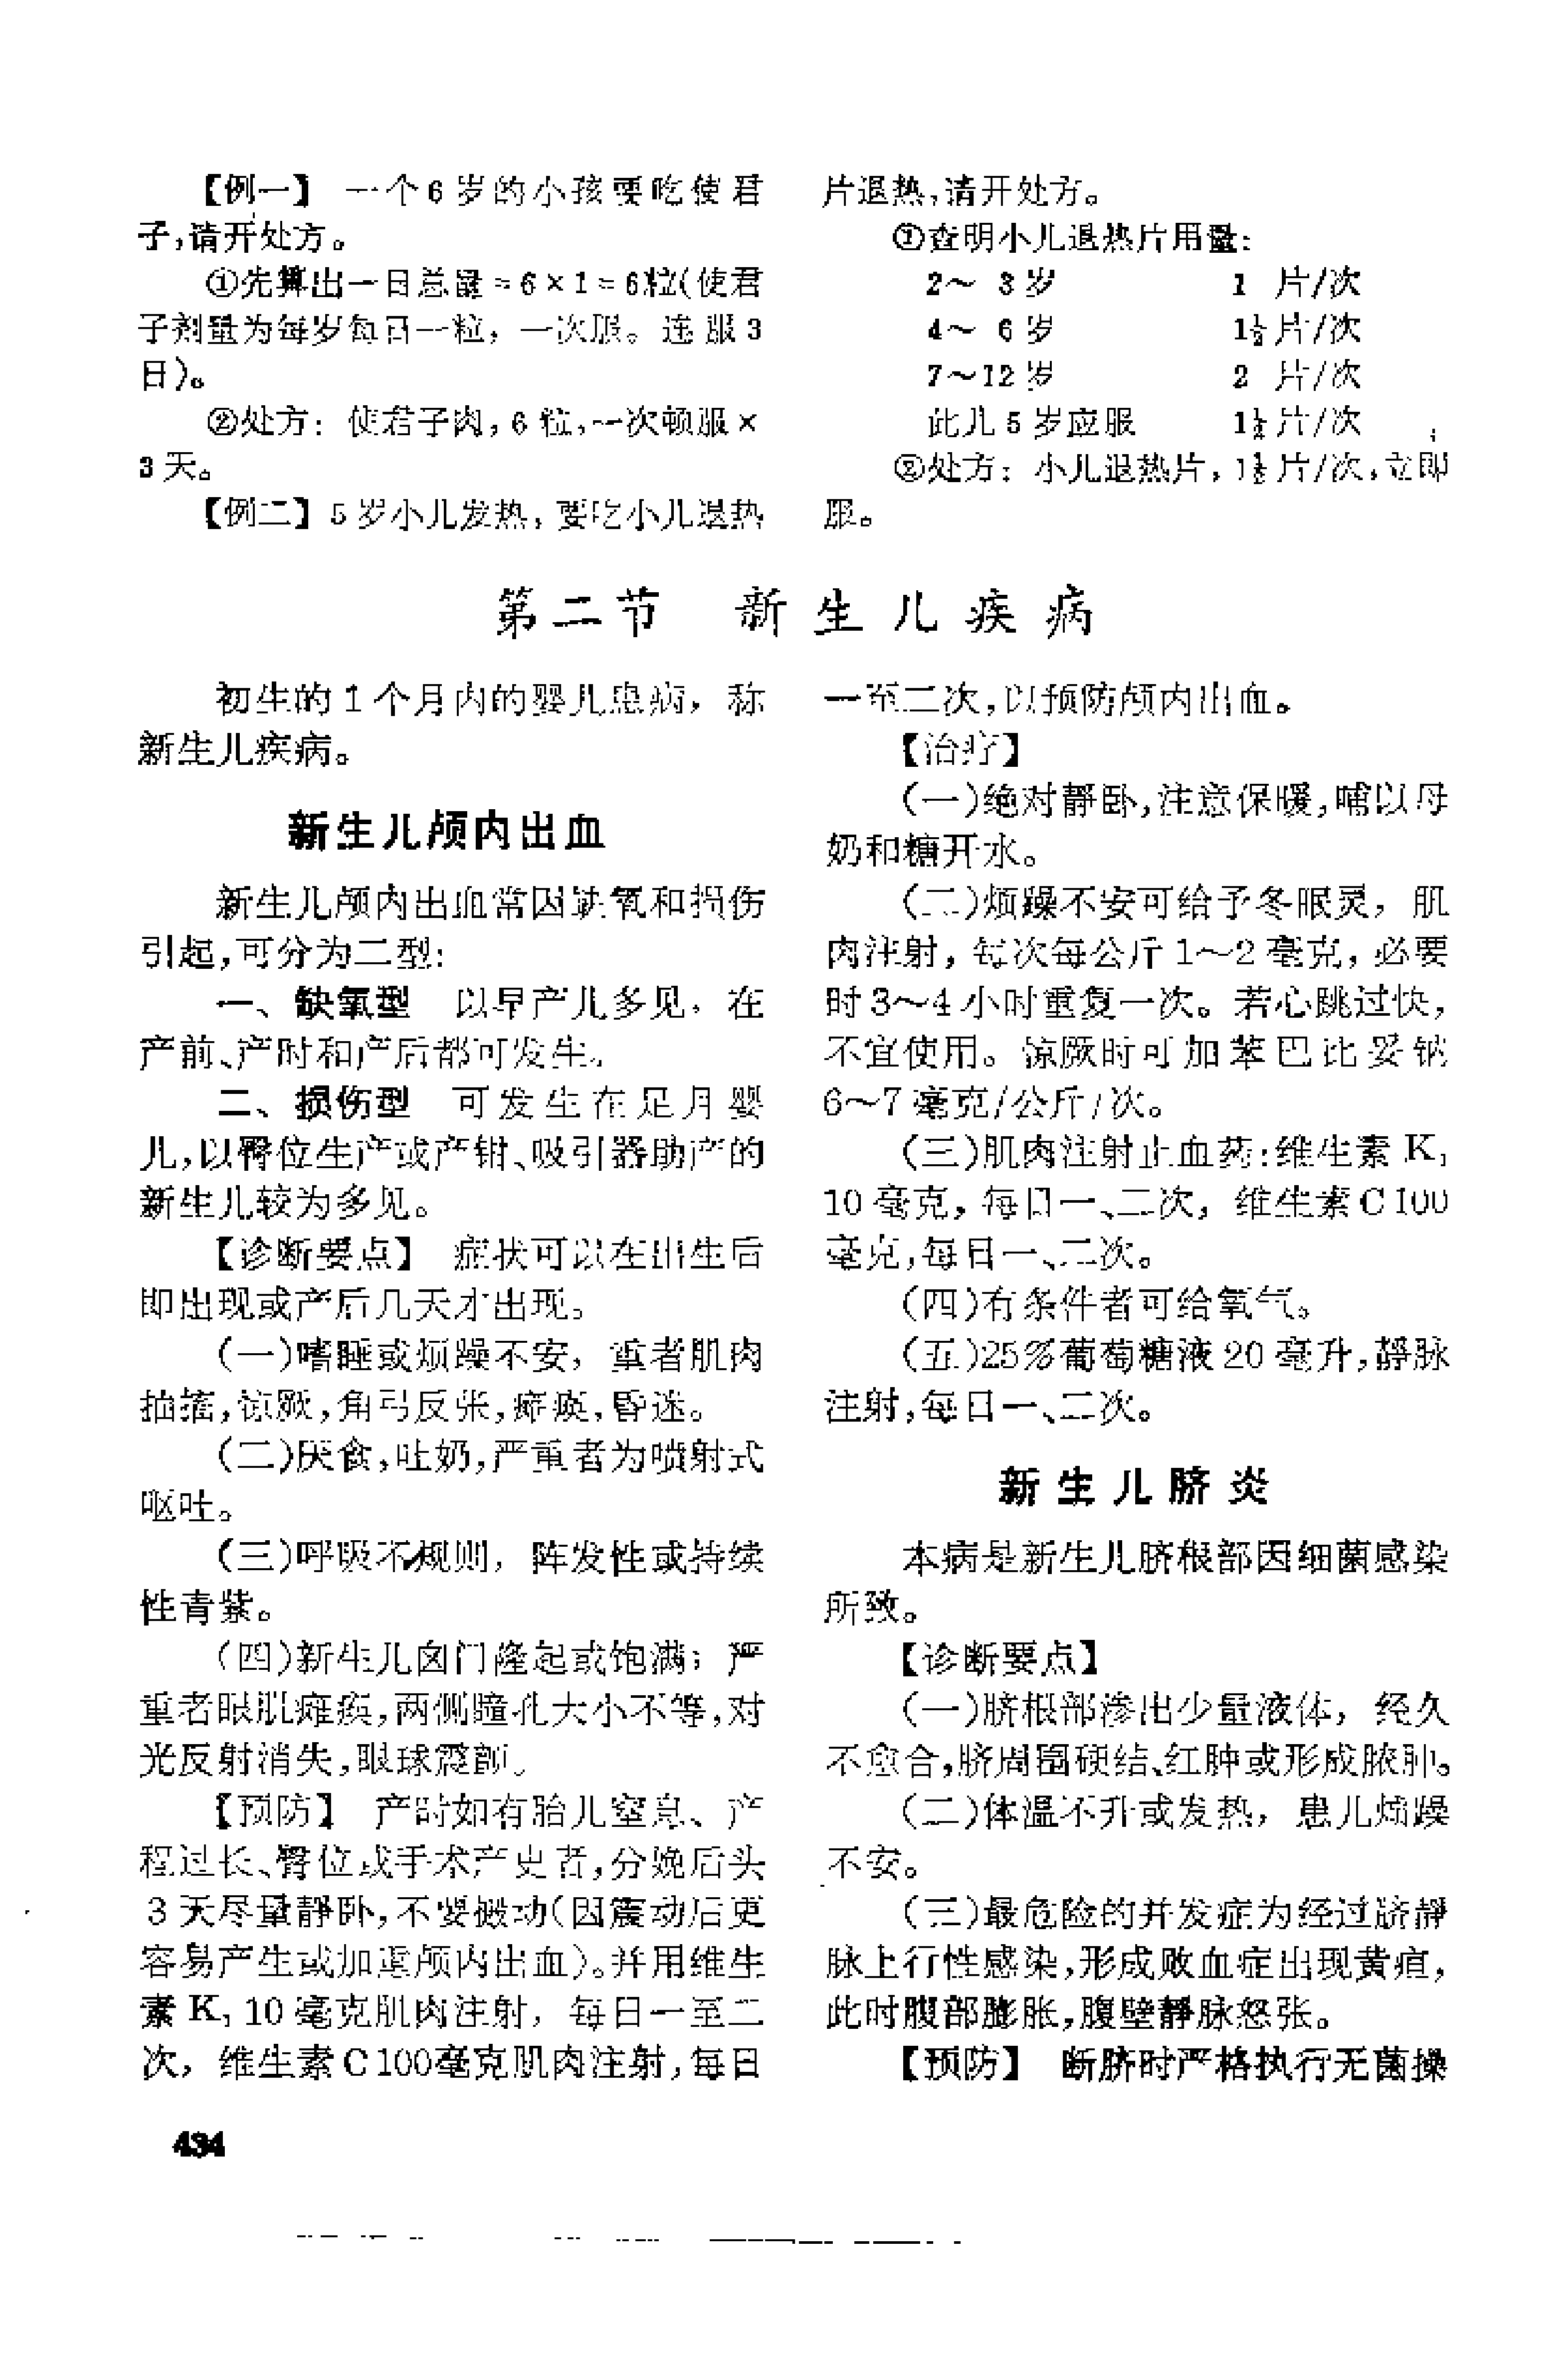 【例一】 一个6岁的小孩要吃使君
子,请开处方。
①先算出一日总量=6×1=6粒(使君
子剂量为每岁每日一粒，一次服。连服3
日)。
②处方：使君子肉，6粒，一次顿服×
3天。
【例二】5岁小儿发热，要吃小儿退热
片退热,请开处方。
①查明小儿退热片用量:
2～ 3岁 1 片/次
4～ 6岁 1½片/次
7～12岁 2 片/次
此儿5岁应服 1½片/次
②处方：小儿退热片，1½片/次，立即
服。
第二节 新生儿疾病
初生的1个月内的婴儿患病，称
新生儿疾病。
新生儿颅内出血
新生儿颅内出血常因缺氧和损伤
引起,可分为二型:
一、缺氧型 以早产儿多见，在
产前、产时和产后都可发生。
二、损伤型 可发生在足月婴
儿,以臀位生产或产钳、吸引器助产的
新生儿较为多见。
【诊断要点】 症状可以在出生后
即出现或产后几天才出现。
(一)嗜睡或烦躁不安，重者肌肉
抽搐,惊厥,角弓反张,瘫痪,昏迷。
(二)厌食,吐奶,严重者为喷射式
呕吐。
(三)呼吸不规则，阵发性或持续
性青紫。
(四)新生儿囟门隆起或饱满；严
重者眼肌瘫痪,两侧瞳孔大小不等,对
光反射消失,眼球震颤。
【预防】 产时如有胎儿窒息、产
程过长、臀位或手术产史者,分娩后头
3天尽量静卧,不要搬动(因震动后更
容易产生或加重颅内出血)。并用维生
素K₁10毫克肌肉注射，每日一至二
次，维生素C100毫克肌肉注射,每日
一至二次,以预防颅内出血。
【治疗】
(一)绝对静卧,注意保暖,哺以母
奶和糖开水。
(二)烦躁不安可给予冬眠灵，肌
肉注射，每次每公斤1～2毫克，必要
时3～4小时重复一次。若心跳过快，
不宜使用。惊厥时可加苯巴比妥钠
6～7毫克/公斤/次。
(三)肌肉注射止血药:维生素K₁
10毫克，每日一、二次，维生素C100
毫克,每日一、二次。
(四)有条件者可给氧气。
(五)25%葡萄糖液20毫升,静脉
注射,每日一、二次。
新生儿脐炎
本病是新生儿脐根部因细菌感染
所致。
【诊断要点】
(一)脐根部渗出少量液体，经久
不愈合,脐周围硬结、红肿或形成脓肿。
(二)体温不升或发热，患儿烦躁
不安。
(三)最危险的并发症为经过脐静
脉上行性感染,形成败血症出现黄疸，
此时腹部膨胀,腹壁静脉怒张。
【预防】 断脐时严格执行无菌操
434